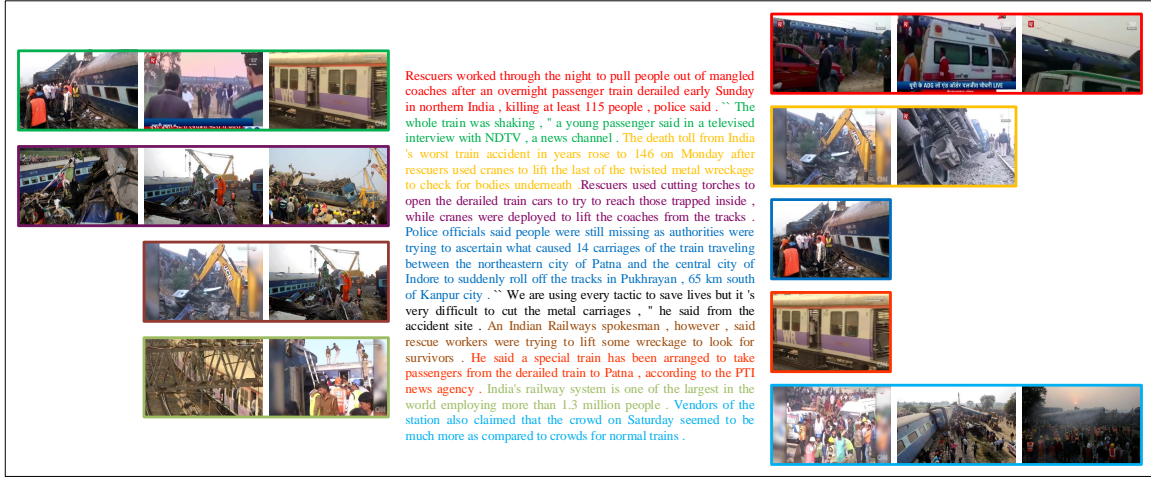 Rescuers worked through the night to pull people out of mangled
coaches after an overnight passenger train derailed early Sunday
in northern India , killing at least 115 people , police said . `` The
whole train was shaking , " a young passenger said in a televised
interview with NDTV , a news channel . The death toll from India
's worst train accident in years rose to 146 on Monday after
rescuers used cranes to lift the last of the twisted metal wreckage
to check for bodies underneath .Rescuers used cutting torches to
open the derailed train cars to try to reach those trapped inside ,
while cranes were deployed to lift the coaches from the tracks .
Police officials said people were still missing as authorities were
trying to ascertain what caused 14 carriages of the train traveling
between the northeastern city of Patna and the central city of
Indore to suddenly roll off the tracks in Pukhrayan , 65 km south
of Kanpur city . `` We are using every tactic to save lives but it 's
very difficult to cut the metal carriages , " he said from the
accident site . An Indian Railways spokesman , however , said
rescue workers were trying to lift some wreckage to look for
survivors . He said a special train has been arranged to take
passengers from the derailed train to Patna , according to the PTI
news agency . India's railway system is one of the largest in the
world employing more than 1.3 million people . Vendors of the
station also claimed that the crowd on Saturday seemed to be
much more as compared to crowds for normal trains .
यूपी के ADG लॉ एंड ऑर्डर दलजीत चौधरी LIVE
JCB
JCB